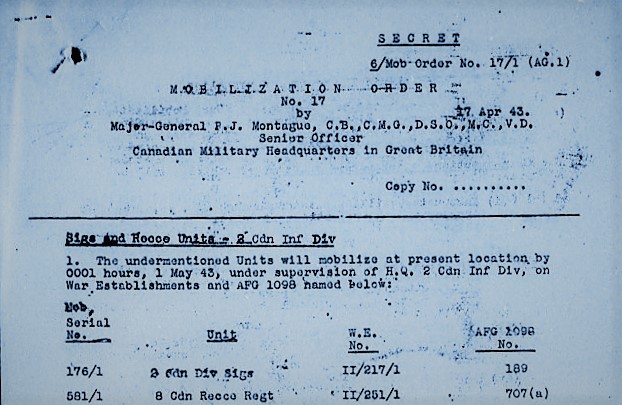 SECRET
6/Mob Order No. 17/1 (AG.1)
MOBILIZATION ORDER
No. 17
by 17 Apr 43.
Major-General P.J. Montague, C.B.,C.M.G.,D.S.O.,M.C.,V.D.
Senior Officer
Canadian Military Headquarters in Great Britain
Copy No. ..........
Sigs and Recce Units - 2 Cdn Inf Div
1. The undermentioned Units will mobilize at present location by
0001 hours, 1 May 43, under supervision of H.Q. 2 Cdn Inf Div, on
War Establishments and AFG 1098 named below:
Mob,
Serial No. Unit W.E. No. AFG 1098 No.
176/1 2 Cdn Div Sigs II/217/1 189
581/1 8 Cdn Recce Regt II/251/1 707(a)